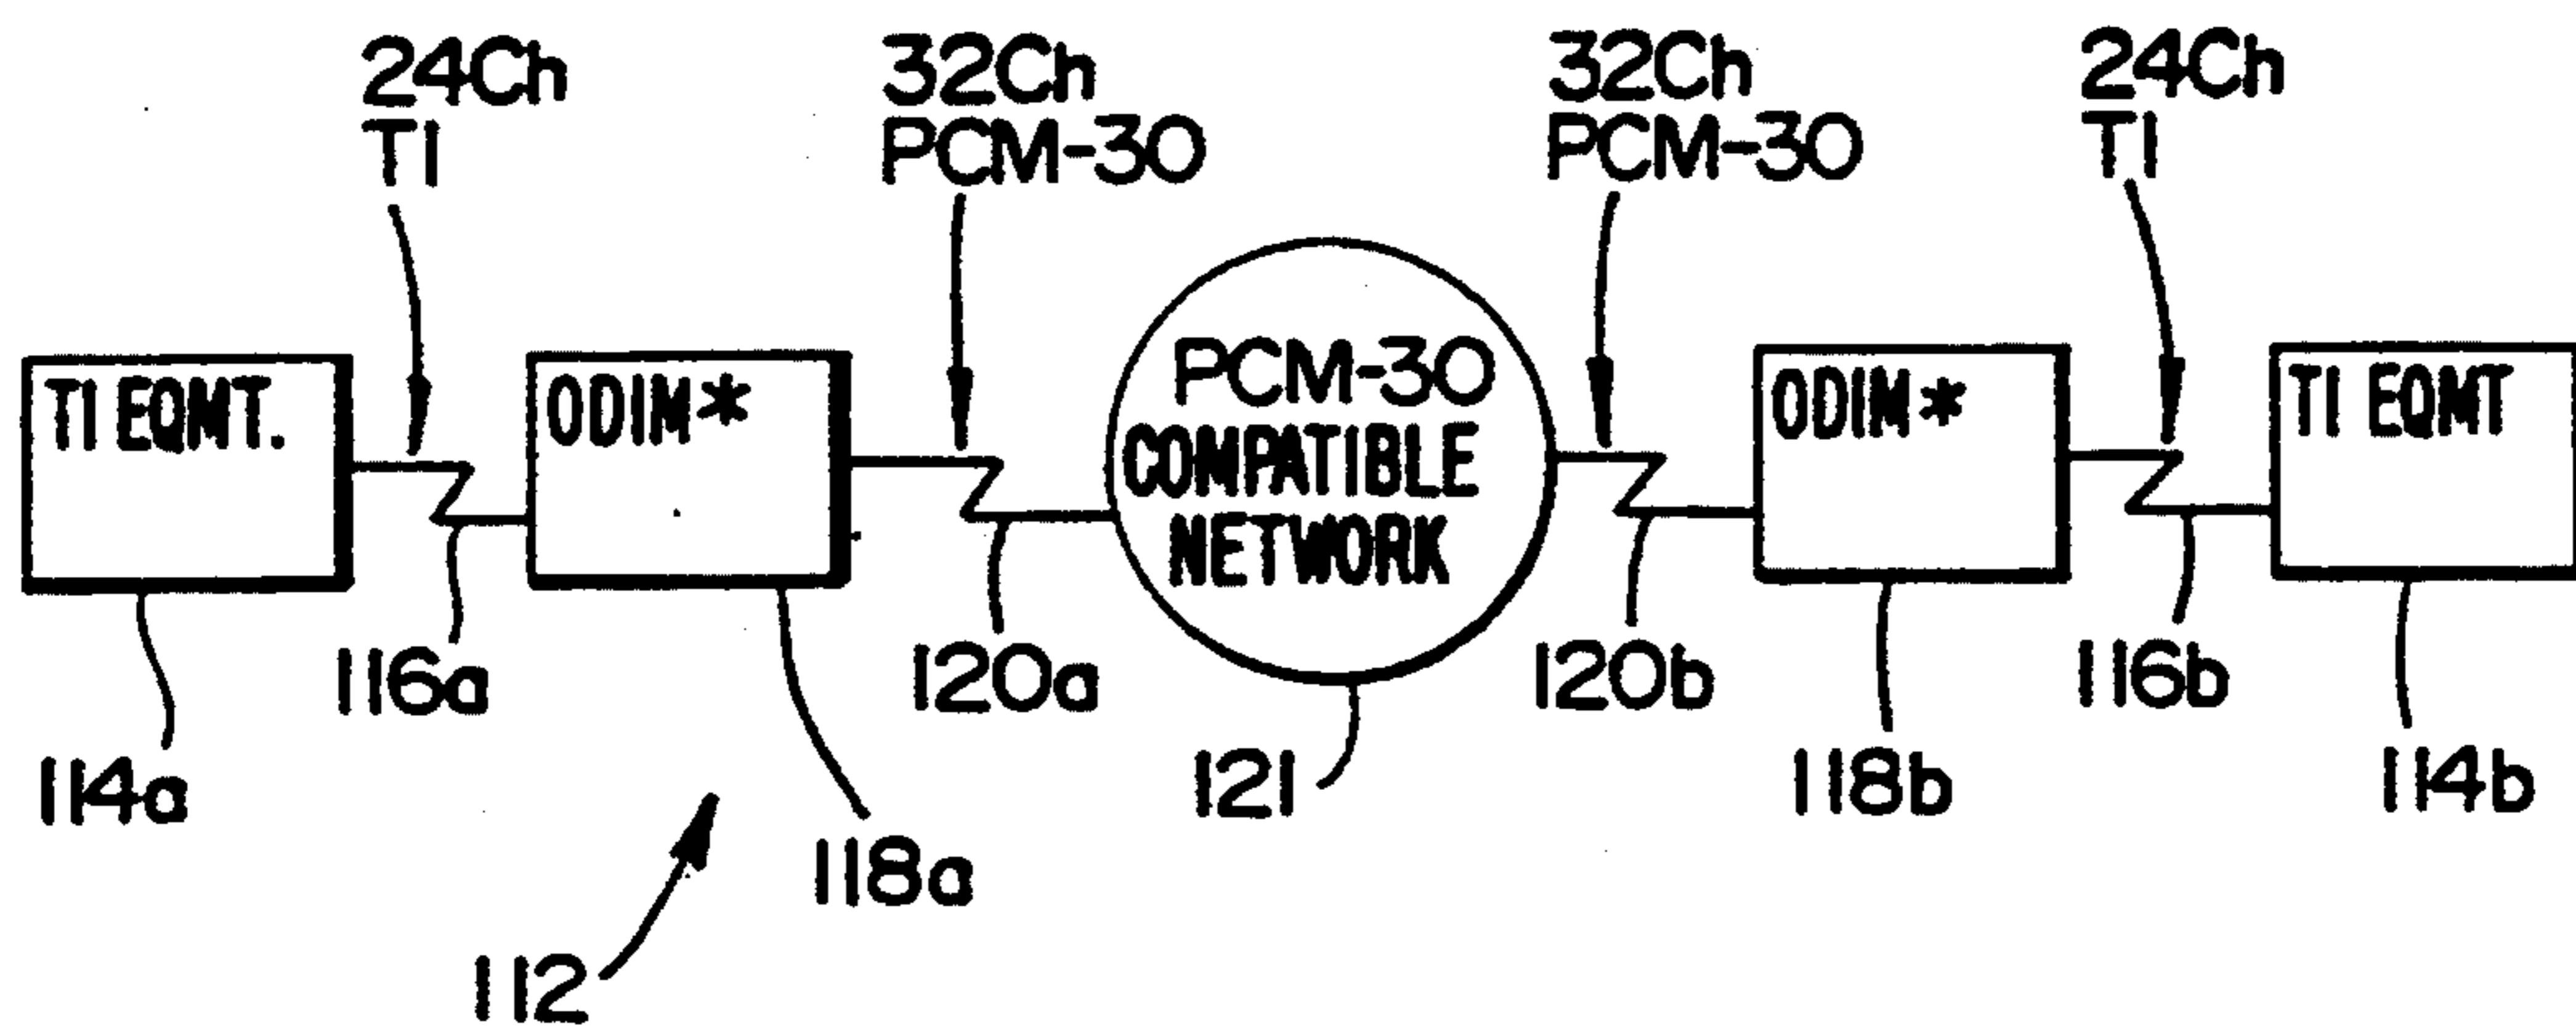 24Ch
T1
32Ch
PCM-30
32Ch
PCM-30
24Ch
T1
T1 EQMT.
ODIM*
PCM-30
COMPATIBLE
NETWORK
ODIM*
T1 EQMT
116a
120a
120b
116b
114a
118a
121
118b
114b
112